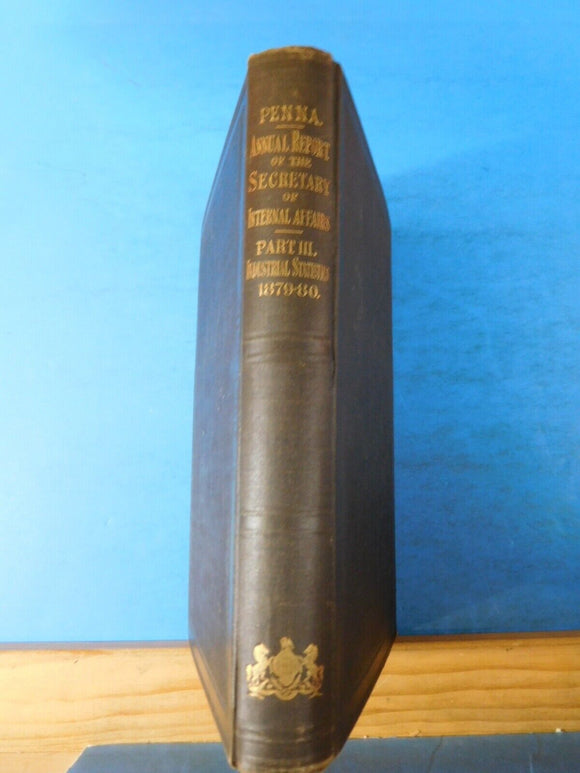 PENNA.
ANNUAL REPORT
OF THE
SECRETARY
OF
INTERNAL AFFAIRS
PART III.
INDUSTRIAL STATISTICS
1879-80.